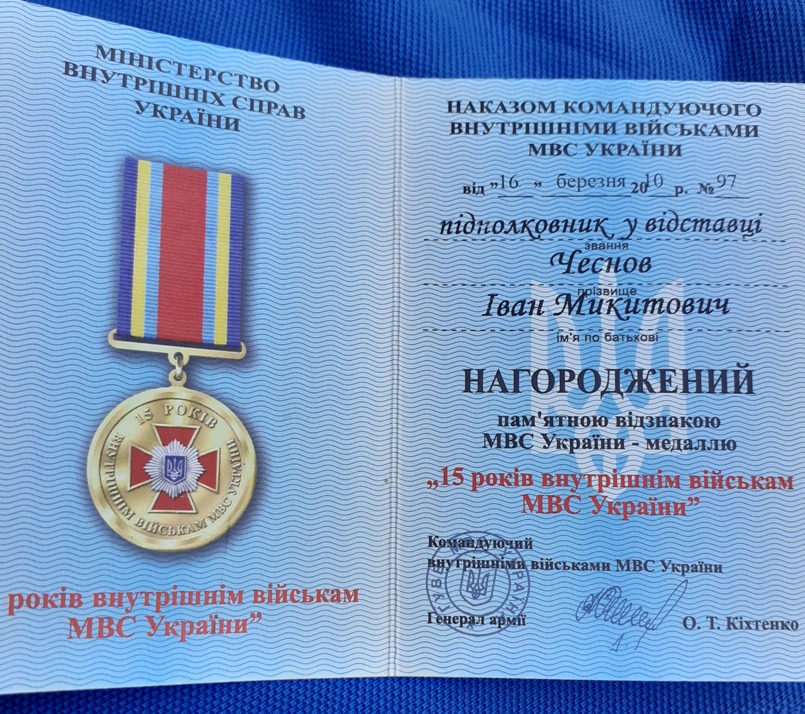 МІНІСТЕРСТВО
ВНУТРІШНІХ СПРАВ
УКРАЇНИ
15 РОКІВ
ВНУТРІШНІМ ВІЙСЬКАМ МВС УКРАЇНИ
років внутрішнім військам
МВС України”
НАКАЗОМ КОМАНДУЮЧОГО
ВНУТРІШНІМИ ВІЙСЬКАМИ
МВС УКРАЇНИ
від ”16 „ березня 2010 р. №97
підполковник у відставці
звання
Чеснов
прізвище
Іван Микитович
ім'я по батькові
НАГОРОДЖЕНИЙ
пам'ятною відзнакою
МВС України - медаллю
„15 років внутрішнім військам
МВС України”
Командуючий
внутрішніми військами МВС України
Генерал армії
О. Т. Кіхтенко